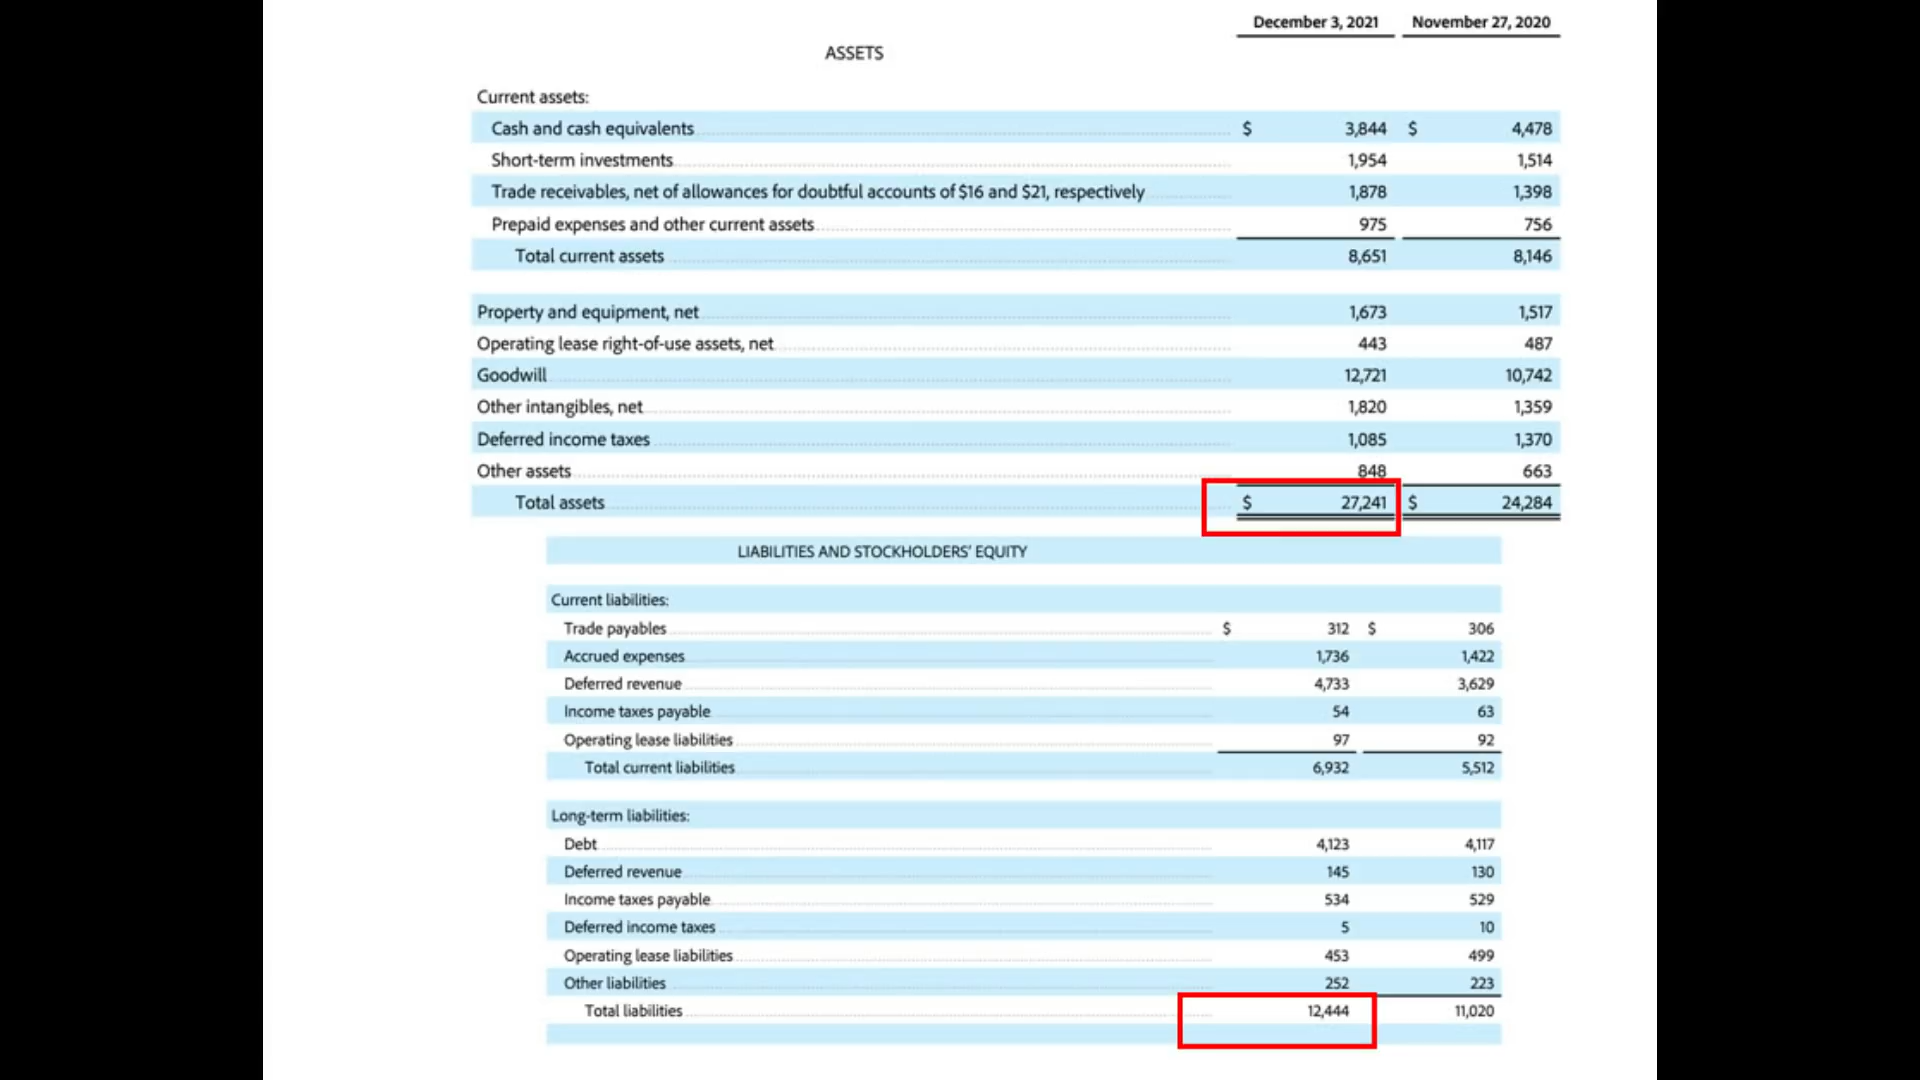 December 3, 2021 November 27, 2020
ASSETS
Current assets:
Cash and cash equivalents $ 3,844 $ 4,478
Short-term investments 1,954 1,514
Trade receivables, net of allowances for doubtful accounts of $16 and $21, respectively 1,878 1,398
Prepaid expenses and other current assets 975 756
Total current assets 8,651 8,146
Property and equipment, net 1,673 1,517
Operating lease right-of-use assets, net 443 487
Goodwill 12,721 10,742
Other intangibles, net 1,820 1,359
Deferred income taxes 1,085 1,370
Other assets 848 663
Total assets $ 27,241 $ 24,284
LIABILITIES AND STOCKHOLDERS' EQUITY
Current liabilities:
Trade payables $ 312 $ 306
Accrued expenses 1,736 1,422
Deferred revenue 4,733 3,629
Income taxes payable 54 63
Operating lease liabilities 97 92
Total current liabilities 6,932 5,512
Long-term liabilities:
Debt 4,123 4,117
Deferred revenue 145 130
Income taxes payable 534 529
Deferred income taxes 5 10
Operating lease liabilities 453 499
Other liabilities 252 223
Total liabilities 12,444 11,020